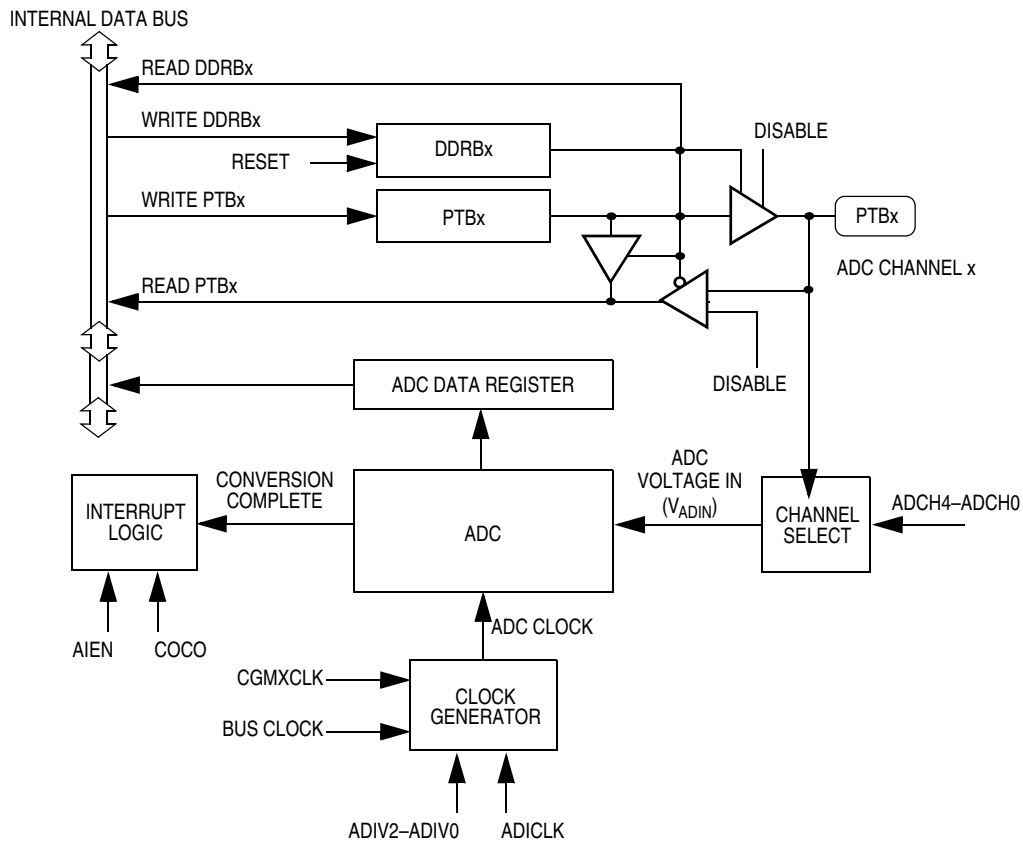 INTERNAL DATA BUS
READ DDRBx
WRITE DDRBx
RESET
DDRBx
DISABLE
WRITE PTBx
PTBx
PTBx
ADC CHANNEL x
READ PTBx
DISABLE
ADC DATA REGISTER
INTERRUPT
LOGIC
CONVERSION
COMPLETE
ADC
ADC
VOLTAGE IN
(VADIN)
CHANNEL
SELECT
ADCH4–ADCH0
AIEN
COCO
ADC CLOCK
CGMXCLK
BUS CLOCK
CLOCK
GENERATOR
ADIV2–ADIV0
ADICLK